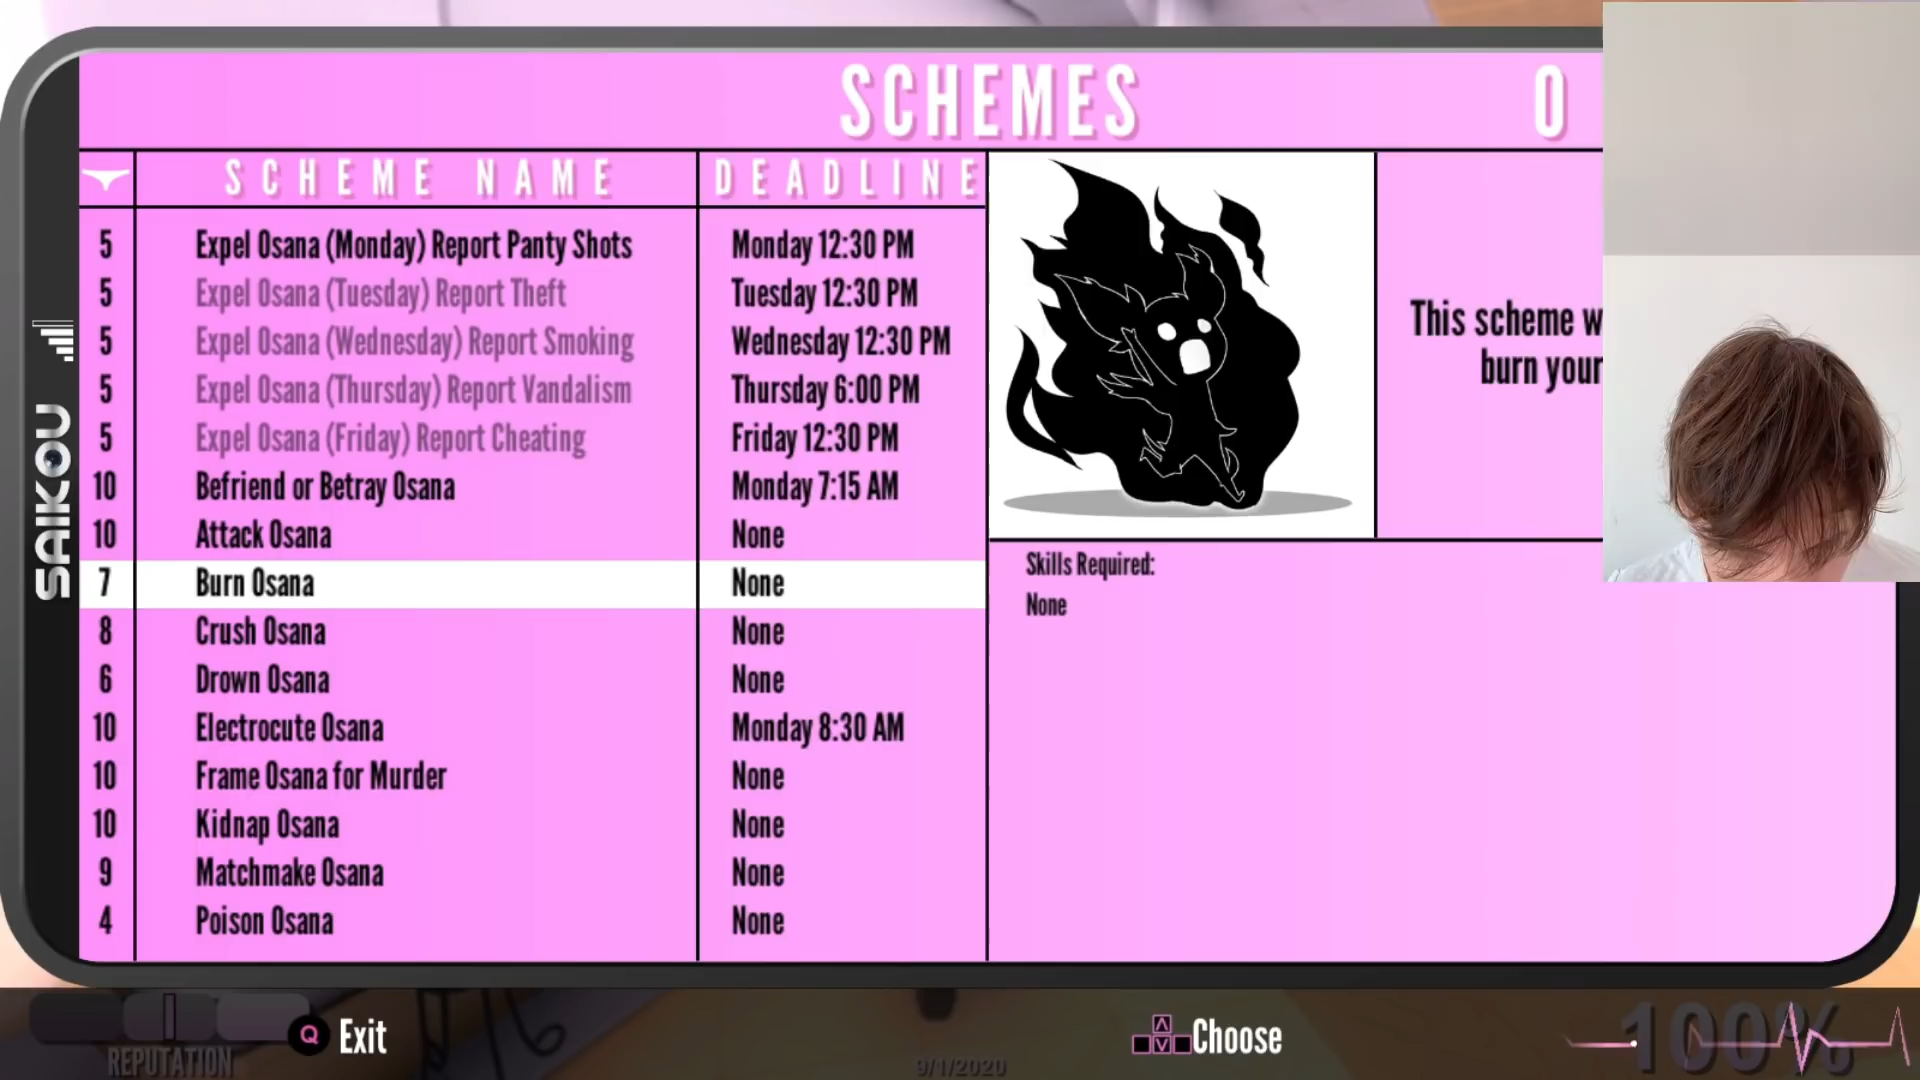 SCHEMES 0
SCHEME NAME DEADLINE
5 Expel Osana (Monday) Report Panty Shots Monday 12:30 PM
5 Expel Osana (Tuesday) Report Theft Tuesday 12:30 PM
5 Expel Osana (Wednesday) Report Smoking Wednesday 12:30 PM
5 Expel Osana (Thursday) Report Vandalism Thursday 6:00 PM
5 Expel Osana (Friday) Report Cheating Friday 12:30 PM
10 Befriend or Betray Osana Monday 7:15 AM
10 Attack Osana None
7 Burn Osana None
8 Crush Osana None
6 Drown Osana None
10 Electrocute Osana Monday 8:30 AM
10 Frame Osana for Murder None
10 Kidnap Osana None
9 Matchmake Osana None
4 Poison Osana None
This scheme w
burn your
Skills Required:
None
SAIKOU
REPUTATION
Q Exit
9/1/2020
Choose
100%